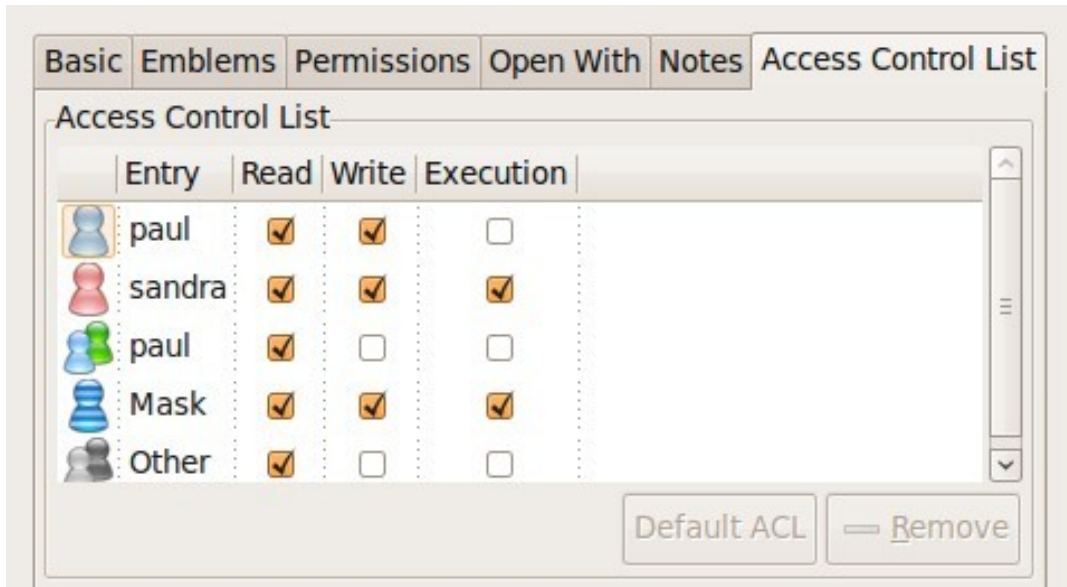 Basic Emblems Permissions Open With Notes Access Control List
Access Control List
Entry Read Write Execution
paul
sandra
paul
Mask
Other
Default ACL Remove